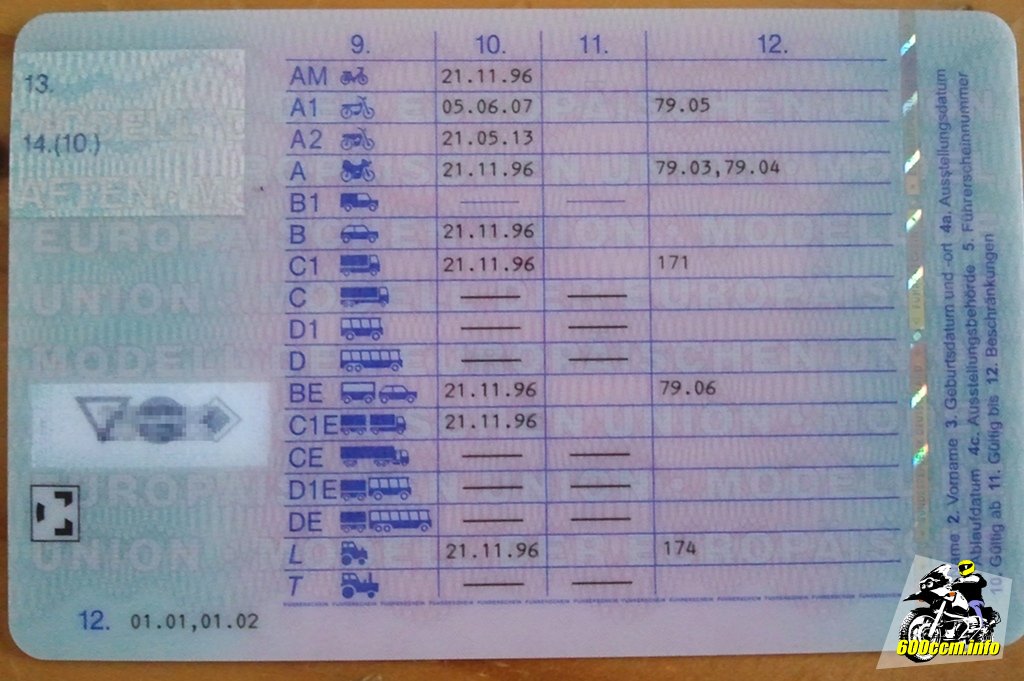 9. 10. 11. 12.
13.
14.(10.)
AM 21.11.96
A1 05.06.07 79.05
A2 21.05.13
A 21.11.96 79.03,79.04
B1
B 21.11.96
C1 21.11.96 171
C
D1
D
BE 21.11.96 79.06
C1E 21.11.96
CE
D1E
DE
L 21.11.96 174
T
12. 01.01,01.02
2. Vorname 3. Geburtsdatum und -ort 4a. Ausstellungsdatum
Ablaufdatum 4c. Ausstellungsbehörde 5. Führerscheinnummer
10. Gültig ab 11. Gültig bis 12. Beschränkungen
600ccm.info